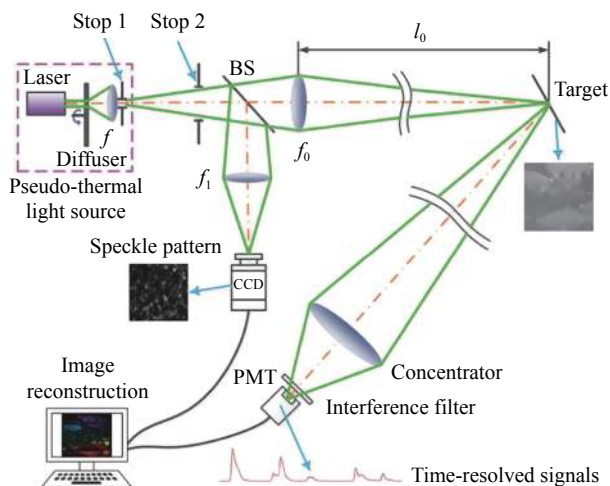 Stop 1
Stop 2
l₀
BS
Laser
Target
f
Diffuser
f₀
Pseudo-thermal
light source
f₁
Speckle pattern
CCD
Image
reconstruction
PMT
Concentrator
Interference filter
Time-resolved signals